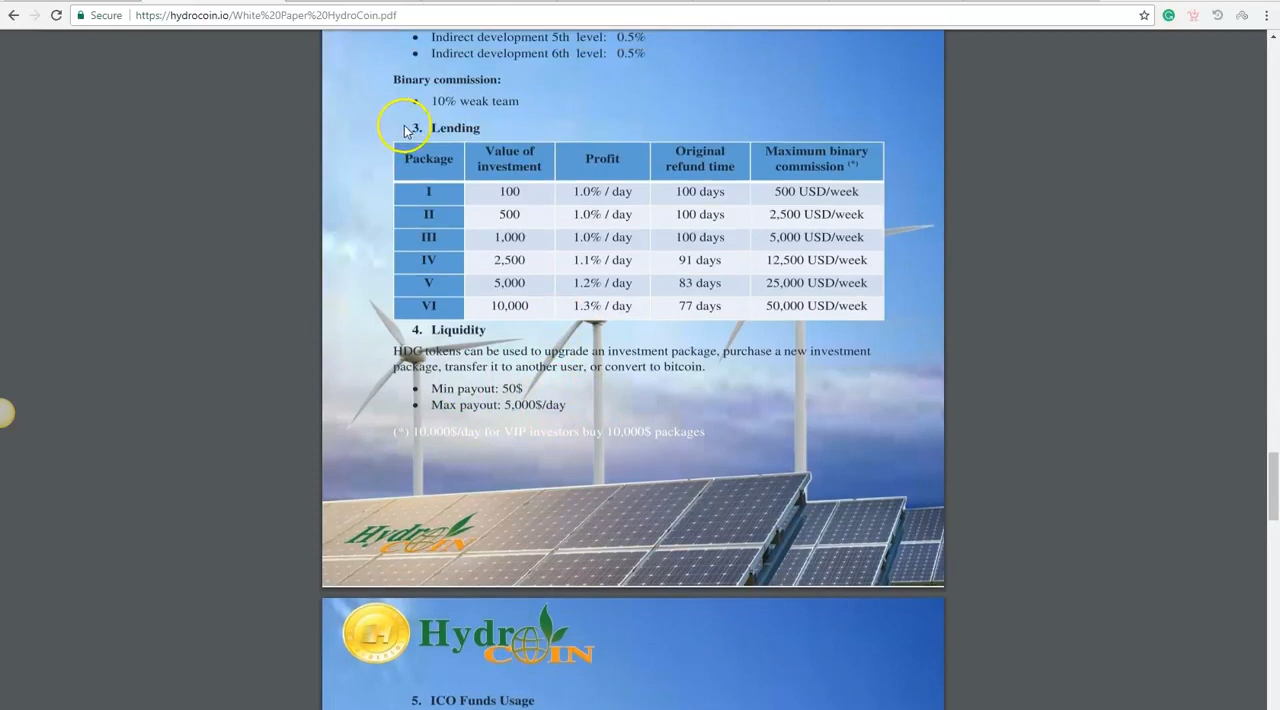 Secure
https://hydrocoin.io/White%20Paper%20HydroCoin.pdf
• Indirect development 5th level: 0.5%
• Indirect development 6th level: 0.5%
Binary commission:
• 10% weak team
3. Lending
Package | Value of investment | Profit | Original refund time | Maximum binary commission (*)
I | 100 | 1.0% / day | 100 days | 500 USD/week
II | 500 | 1.0% / day | 100 days | 2,500 USD/week
III | 1,000 | 1.0% / day | 100 days | 5,000 USD/week
IV | 2,500 | 1.1% / day | 91 days | 12,500 USD/week
V | 5,000 | 1.2% / day | 83 days | 25,000 USD/week
VI | 10,000 | 1.3% / day | 77 days | 50,000 USD/week
4. Liquidity
HDC tokens can be used to upgrade an investment package, purchase a new investment
package, transfer it to another user, or convert to bitcoin.
• Min payout: 50$
• Max payout: 5,000$/day
(*) 10,000$/day for VIP investors buy 10,000$ packages
Hydro
COIN
Hydro
COIN
5. ICO Funds Usage